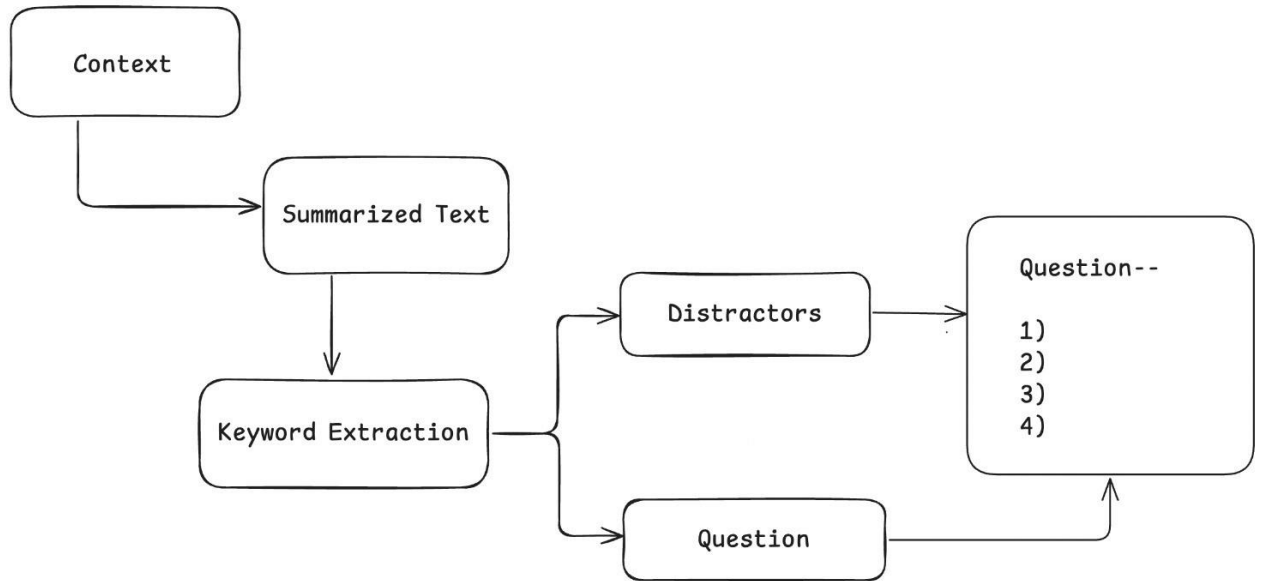 Context
Summarized Text
Keyword Extraction
Distractors
Question
Question--
1)
2)
3)
4)